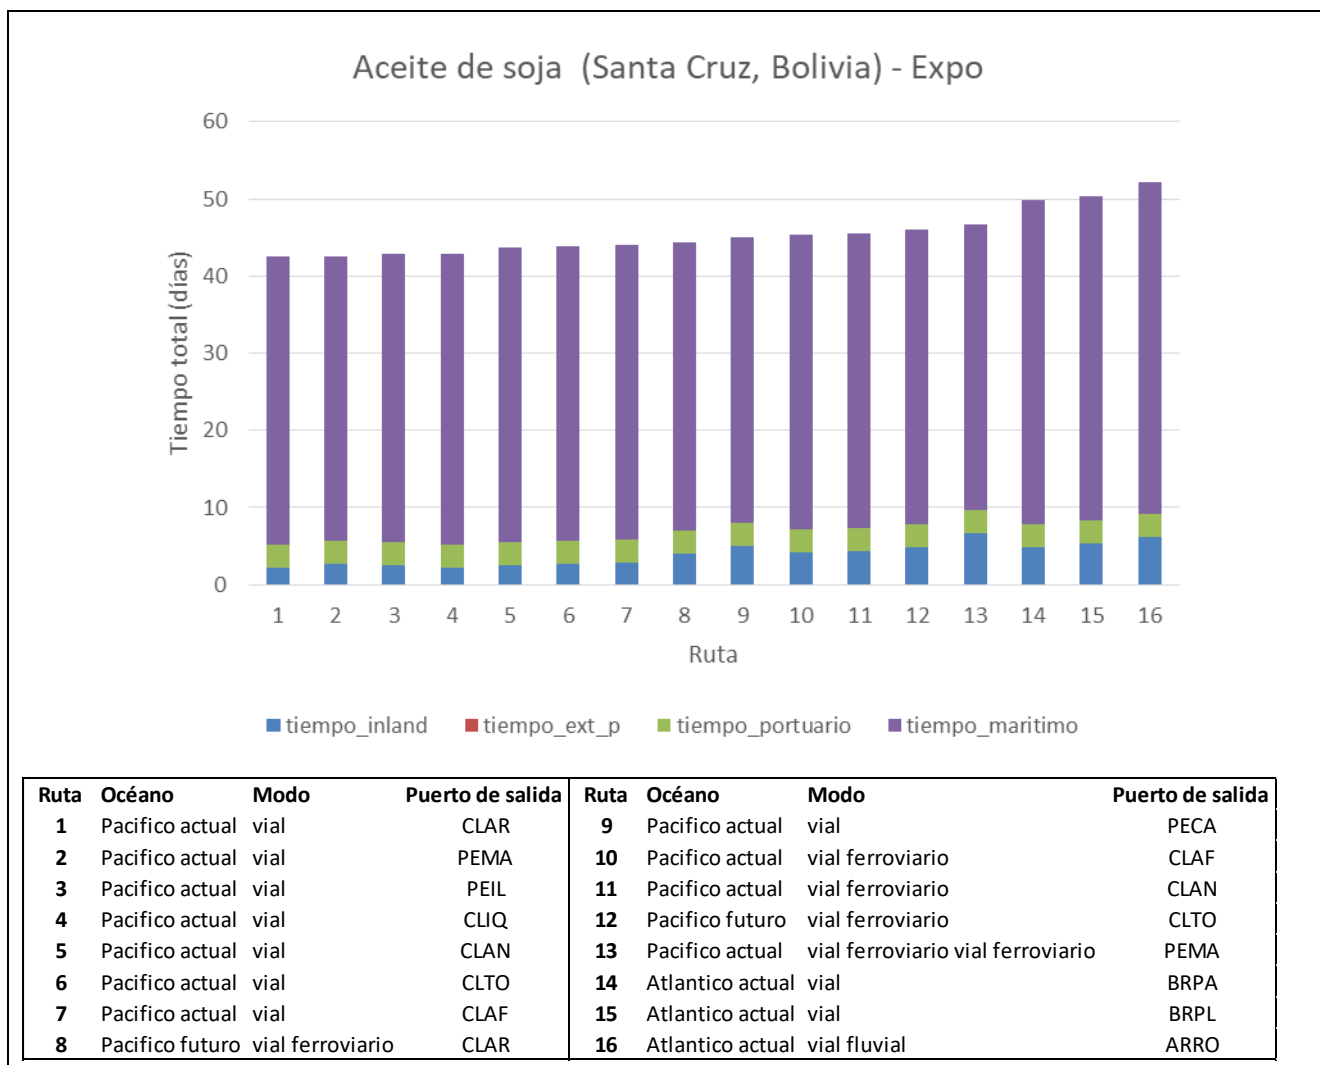 Aceite de soja  (Santa Cruz, Bolivia) - Expo
60
50
40
30
20
10
0
Tiempo total (días)
1 2 3 4 5 6 7 8 9 10 11 12 13 14 15 16
Ruta
tiempo_inland tiempo_ext_p tiempo_portuario tiempo_maritimo
Ruta Océano Modo Puerto de salida Ruta Océano Modo Puerto de salida
1 Pacifico actual vial CLAR 9 Pacifico actual vial PECA
2 Pacifico actual vial PEMA 10 Pacifico actual vial ferroviario CLAF
3 Pacifico actual vial PEIL 11 Pacifico actual vial ferroviario CLAN
4 Pacifico actual vial CLIQ 12 Pacifico futuro vial ferroviario CLTO
5 Pacifico actual vial CLAN 13 Pacifico actual vial ferroviario vial ferroviario PEMA
6 Pacifico actual vial CLTO 14 Atlantico actual vial BRPA
7 Pacifico actual vial CLAF 15 Atlantico actual vial BRPL
8 Pacifico futuro vial ferroviario CLAR 16 Atlantico actual vial fluvial ARRO